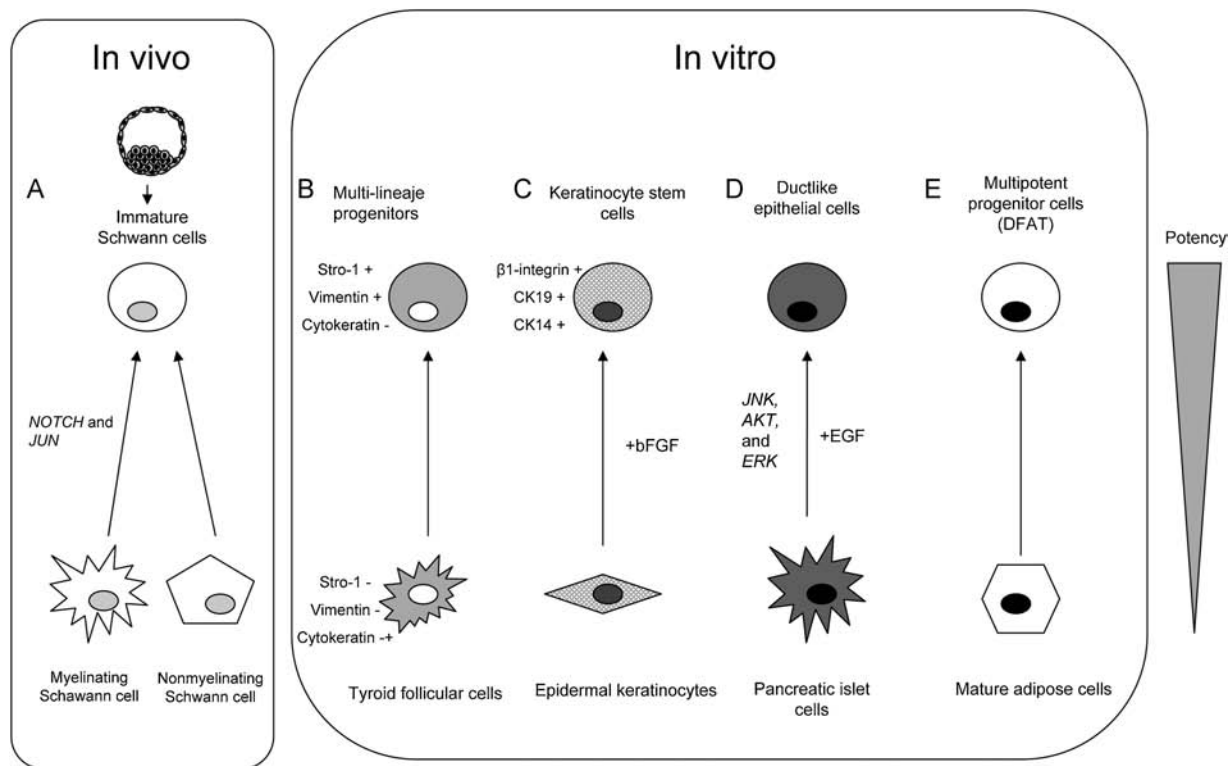 In vivo
A
Immature
Schwann cells
NOTCH and
JUN
Myelinating
Schawann cell
Nonmyelinating
Schwann cell
In vitro
B
Multi-lineaje
progenitors
Stro-1 +
Vimentin +
Cytokeratin -
Stro-1 -
Vimentin -
Cytokeratin -+
Tyroid follicular cells
C
Keratinocyte stem
cells
β1-integrin +
CK19 +
CK14 +
+bFGF
Epidermal keratinocytes
D
Ductlike
epithelial cells
JNK,
AKT,
and
ERK
+EGF
Pancreatic islet
cells
E
Multipotent
progenitor cells
(DFAT)
Mature adipose cells
Potency